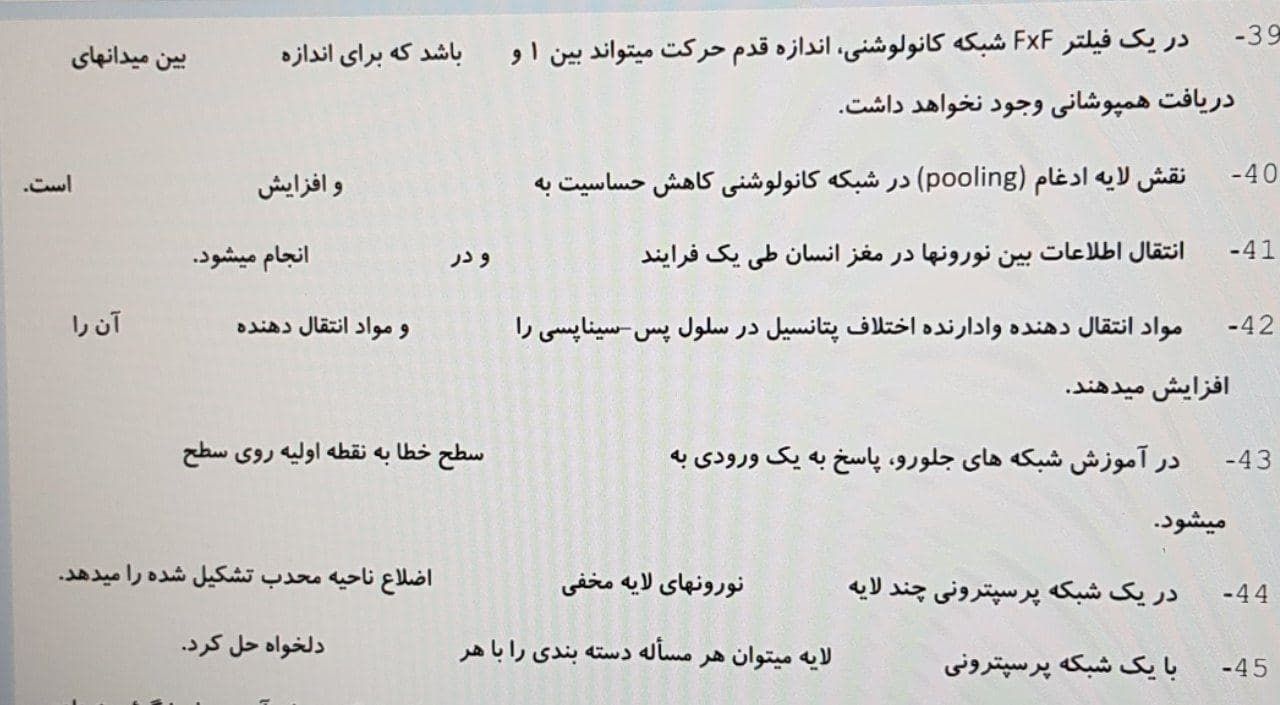 39- در یک فیلتر FxF شبکه کانولوشنی، اندازه قدم حرکت میتواند بین ۱ و باشد که برای اندازه بین میدانهای
دریافت همپوشانی وجود نخواهد داشت.
40- نقش لایه ادغام (pooling) در شبکه کانولوشنی کاهش حساسیت به و افزایش است.
41- انتقال اطلاعات بین نورونها در مغز انسان طی یک فرایند و در انجام میشود.
42- مواد انتقال دهنده وادارنده اختلاف پتانسیل در سلول پس-سیناپسی را و مواد انتقال دهنده آن را
افزایش میدهند.
43- در آموزش شبکه های جلورو، پاسخ به یک ورودی به سطح خطا به نقطه اولیه روی سطح
میشود.
44- در یک شبکه پرسپترونی چند لایه نورونهای لایه مخفی اضلاع ناحیه محدب تشکیل شده را میدهد.
45- با یک شبکه پرسپترونی لایه میتوان هر مسأله دسته بندی را با هر دلخواه حل کرد.